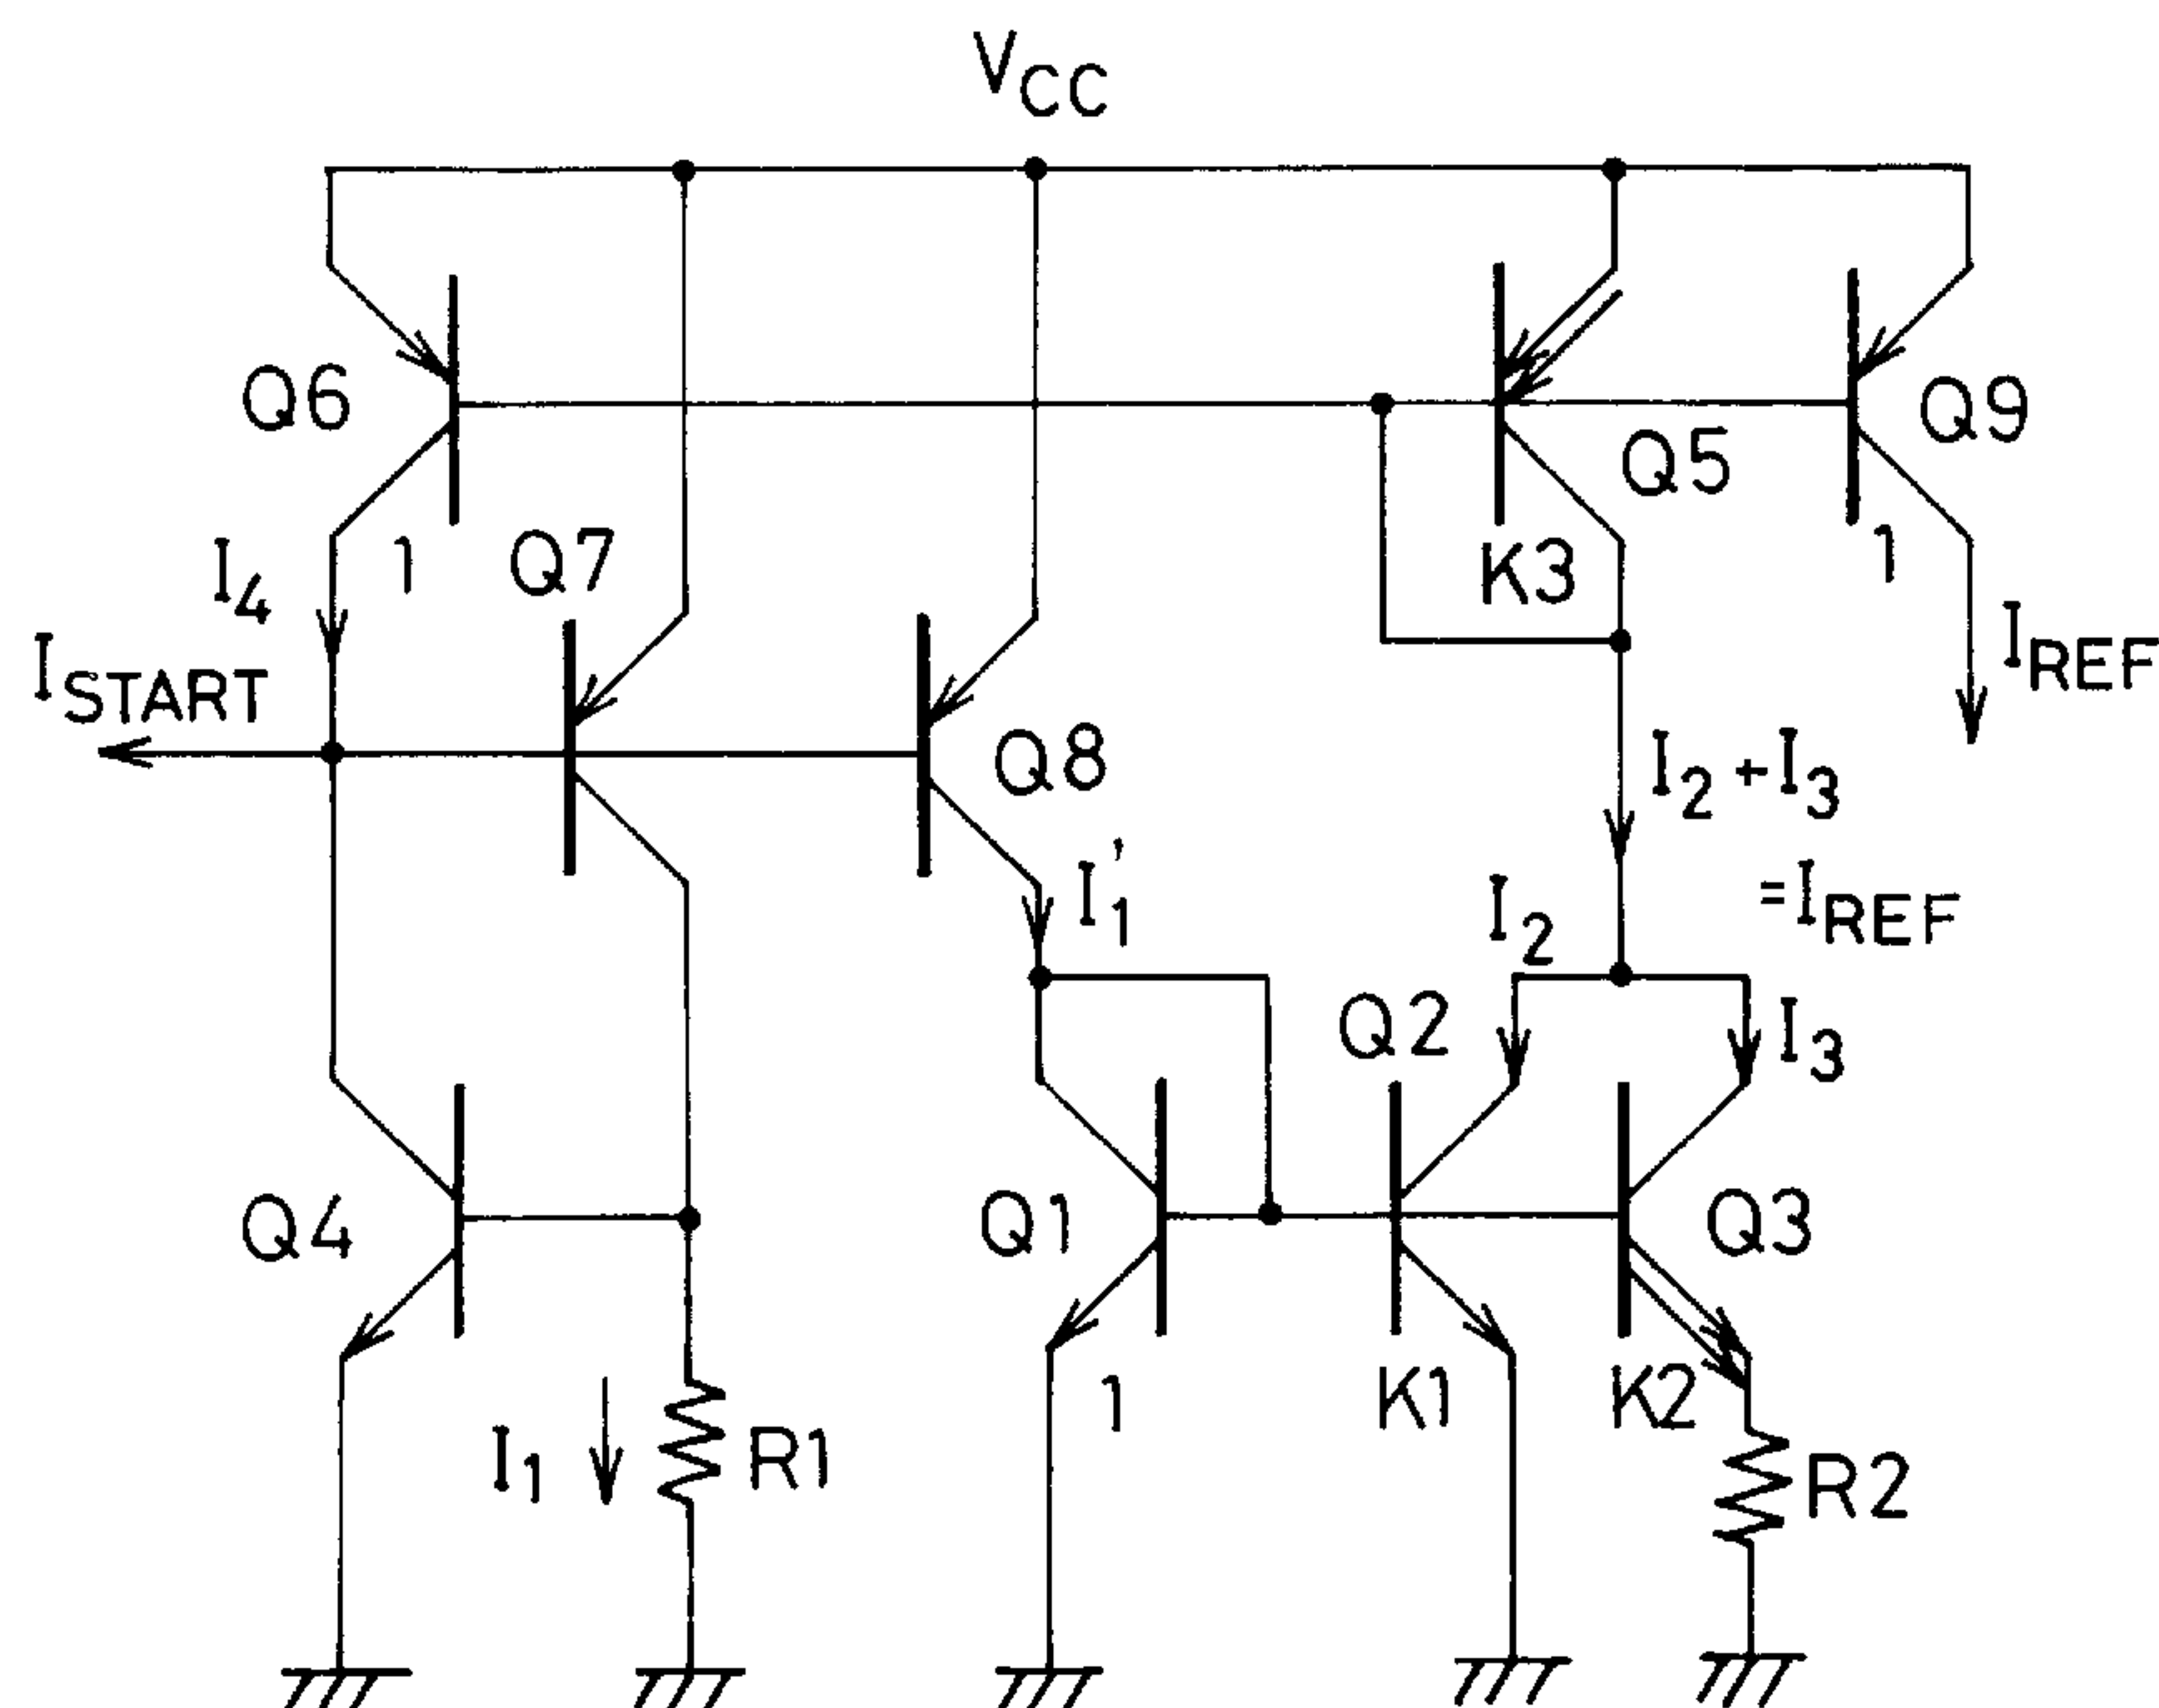 VCC
Q6
Q5
Q9
1
Q7
K3
1
I4
ISTART
IREF
Q8
I2+I3
=IREF
I1'
I2
Q2
I3
Q4
Q1
Q3
1
K1
K2
I1
R1
R2